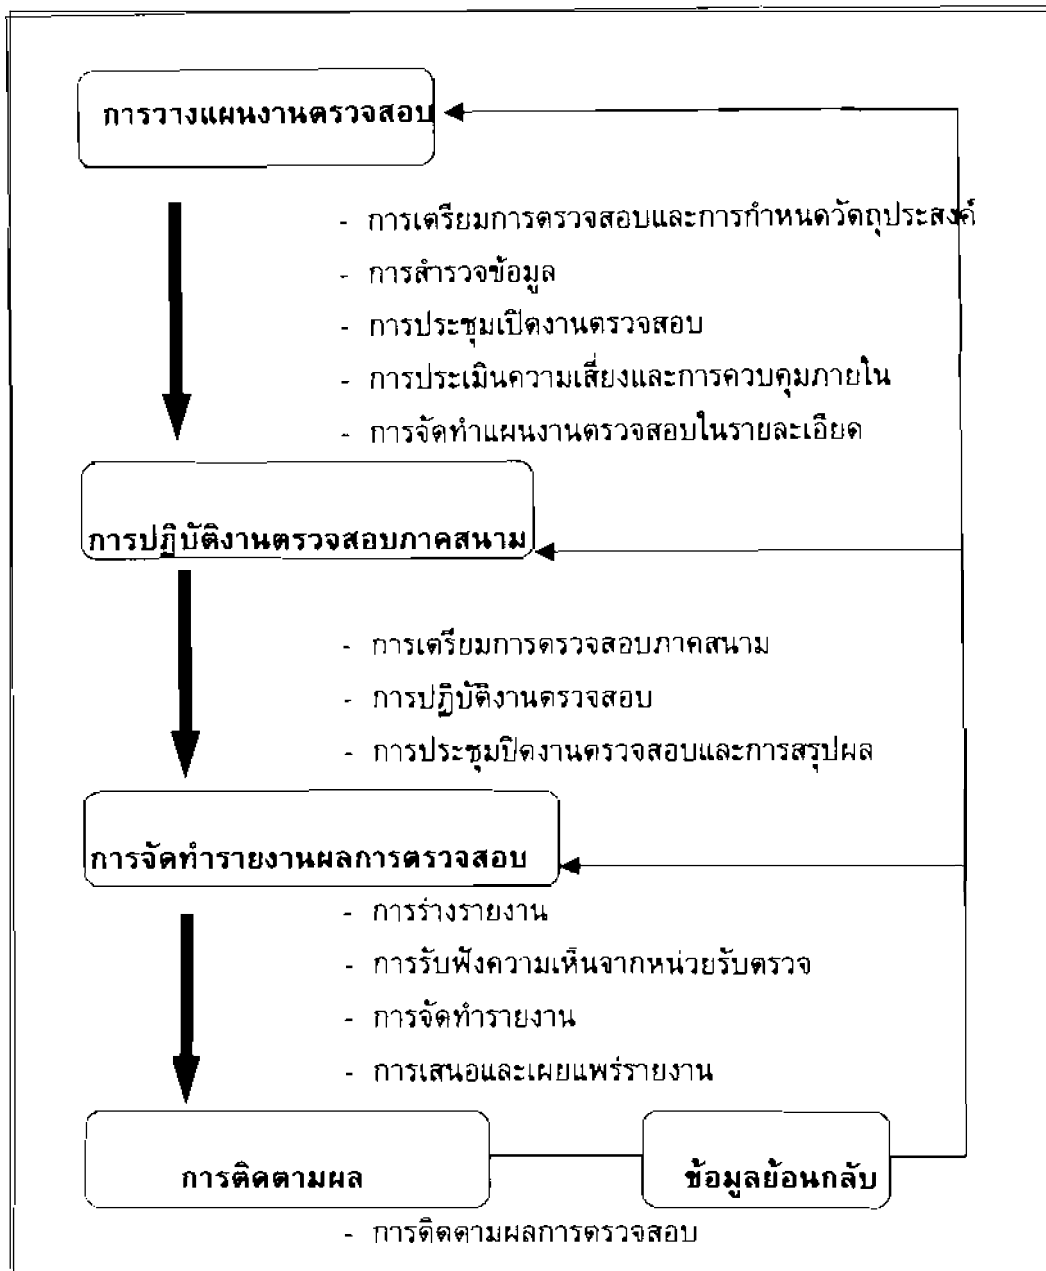 การวางแผนงานตรวจสอบ
- การเตรียมการตรวจสอบและการกำหนดวัตถุประสงค์
- การสำรวจข้อมูล
- การประชุมเปิดงานตรวจสอบ
- การประเมินความเสี่ยงและการควบคุมภายใน
- การจัดทำแผนงานตรวจสอบในรายละเอียด
การปฏิบัติงานตรวจสอบภาคสนาม
- การเตรียมการตรวจสอบภาคสนาม
- การปฏิบัติงานตรวจสอบ
- การประชุมปิดงานตรวจสอบและการสรุปผล
การจัดทำรายงานผลการตรวจสอบ
- การร่างรายงาน
- การรับฟังความเห็นจากหน่วยรับตรวจ
- การจัดทำรายงาน
- การเสนอและเผยแพร่รายงาน
การติดตามผล
ข้อมูลย้อนกลับ
- การติดตามผลการตรวจสอบ